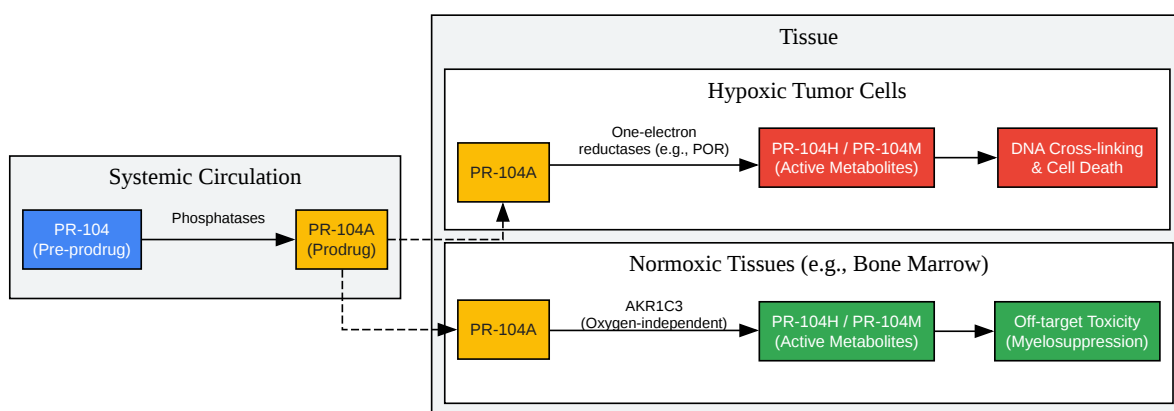 Tissue
Hypoxic Tumor Cells
One-electron
reductases (e.g., POR)
PR-104A
PR-104H / PR-104M
(Active Metabolites)
DNA Cross-linking
& Cell Death
Systemic Circulation
PR-104
(Pre-prodrug)
Phosphatases
PR-104A
(Prodrug)
Normoxic Tissues (e.g., Bone Marrow)
PR-104A
AKR1C3
(Oxygen-independent)
PR-104H / PR-104M
(Active Metabolites)
Off-target Toxicity
(Myelosuppression)